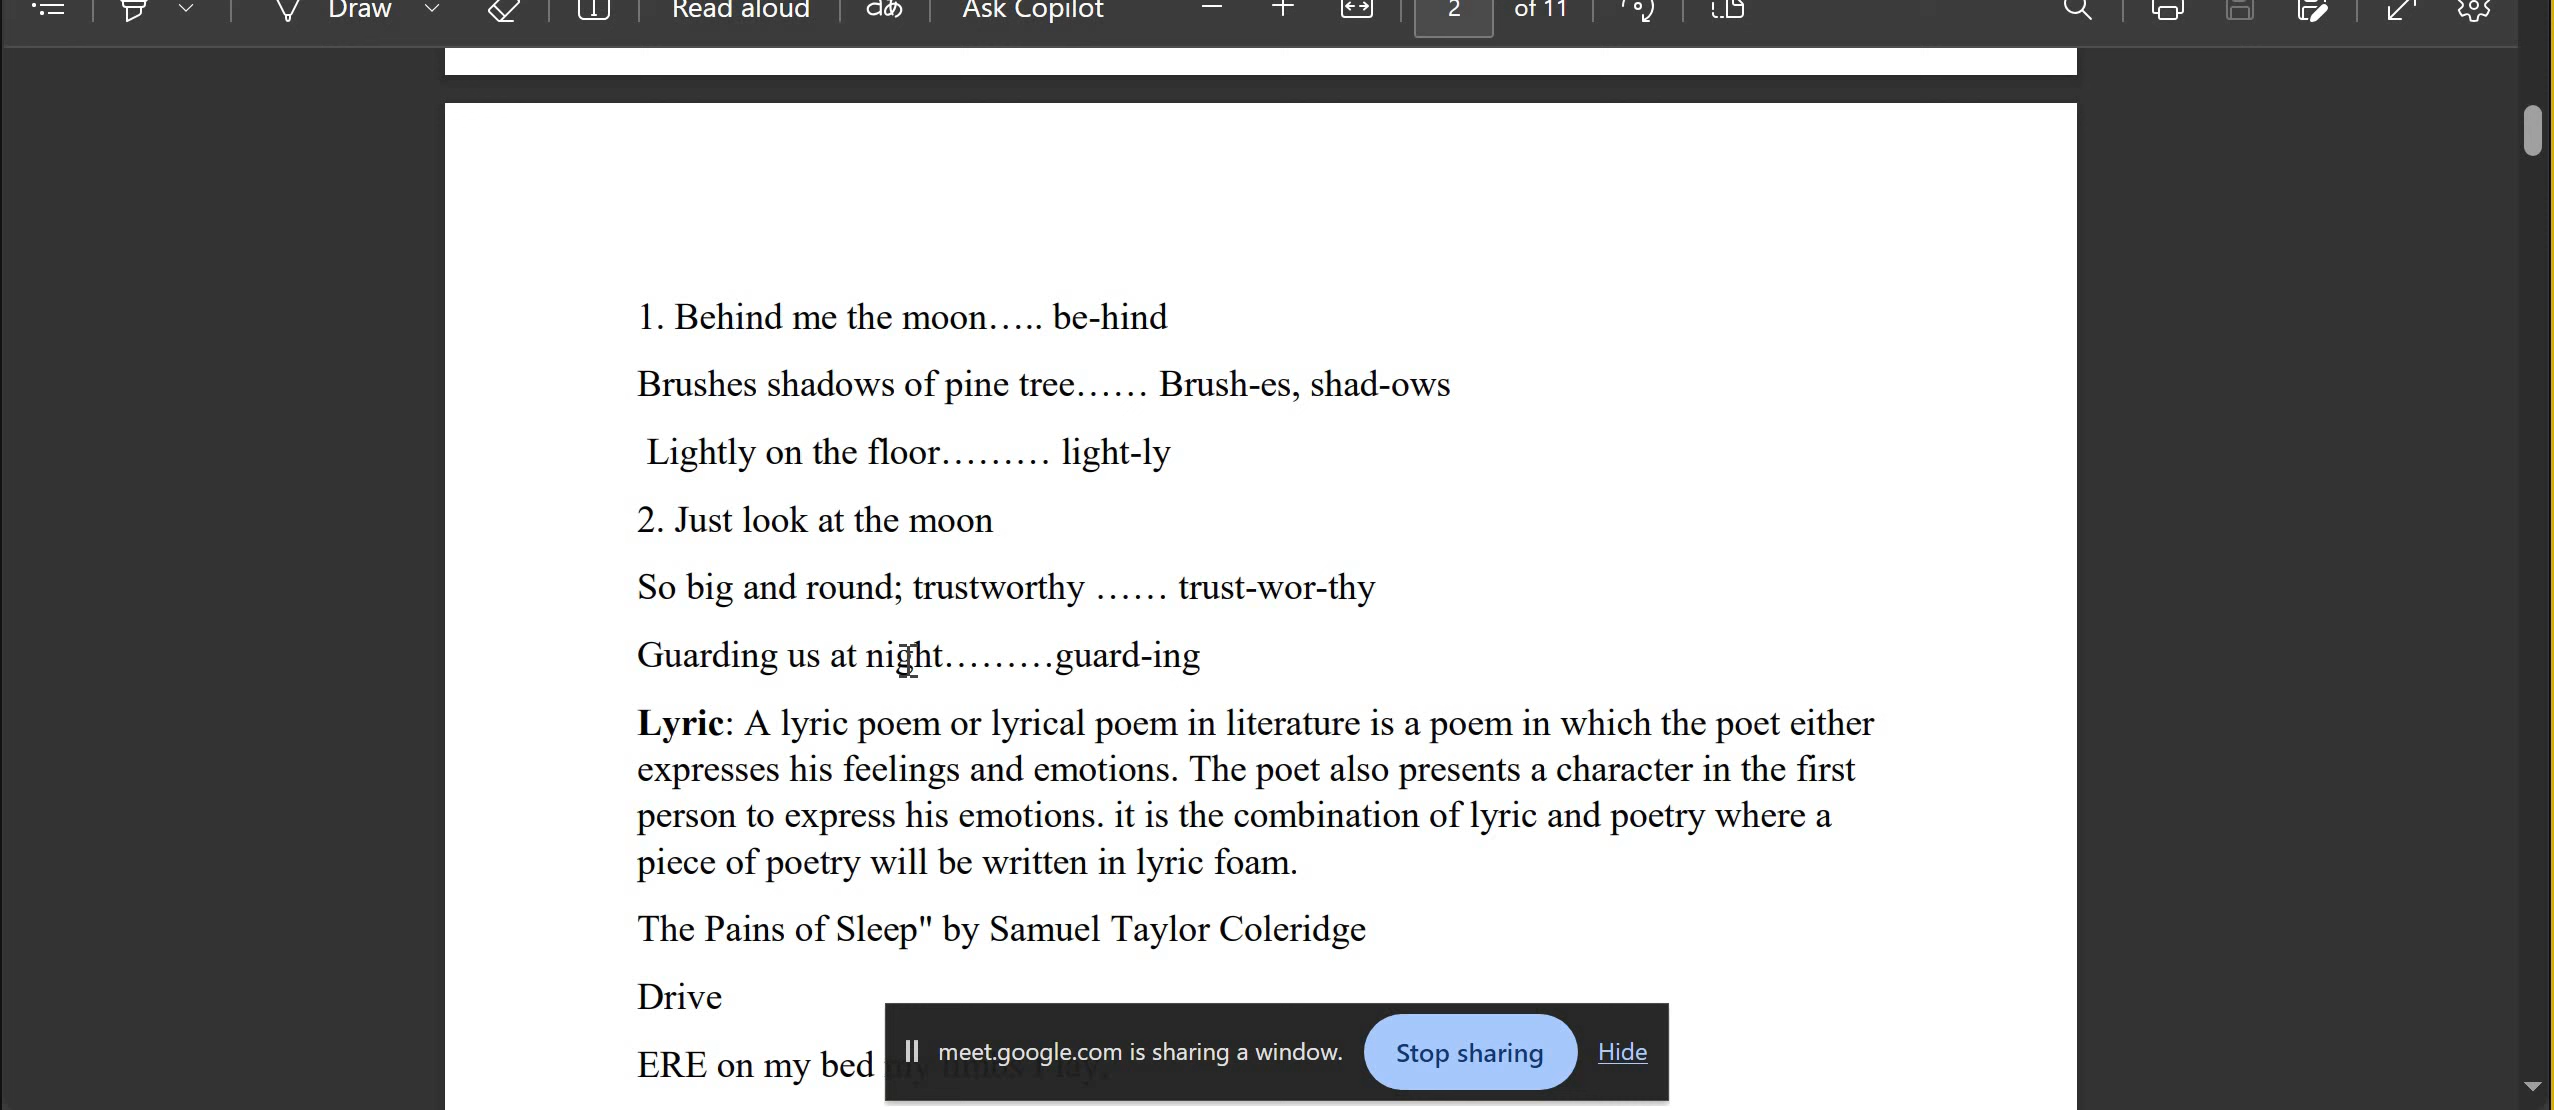 Draw Read aloud Ask Copilot 2 of 11
1. Behind me the moon….. be-hind
Brushes shadows of pine tree…… Brush-es, shad-ows
Lightly on the floor……… light-ly
2. Just look at the moon
So big and round; trustworthy …… trust-wor-thy
Guarding us at night………guard-ing
Lyric: A lyric poem or lyrical poem in literature is a poem in which the poet either
expresses his feelings and emotions. The poet also presents a character in the first
person to express his emotions. it is the combination of lyric and poetry where a
piece of poetry will be written in lyric foam.
The Pains of Sleep" by Samuel Taylor Coleridge
Drive
ERE on my bed
meet.google.com is sharing a window. Stop sharing Hide